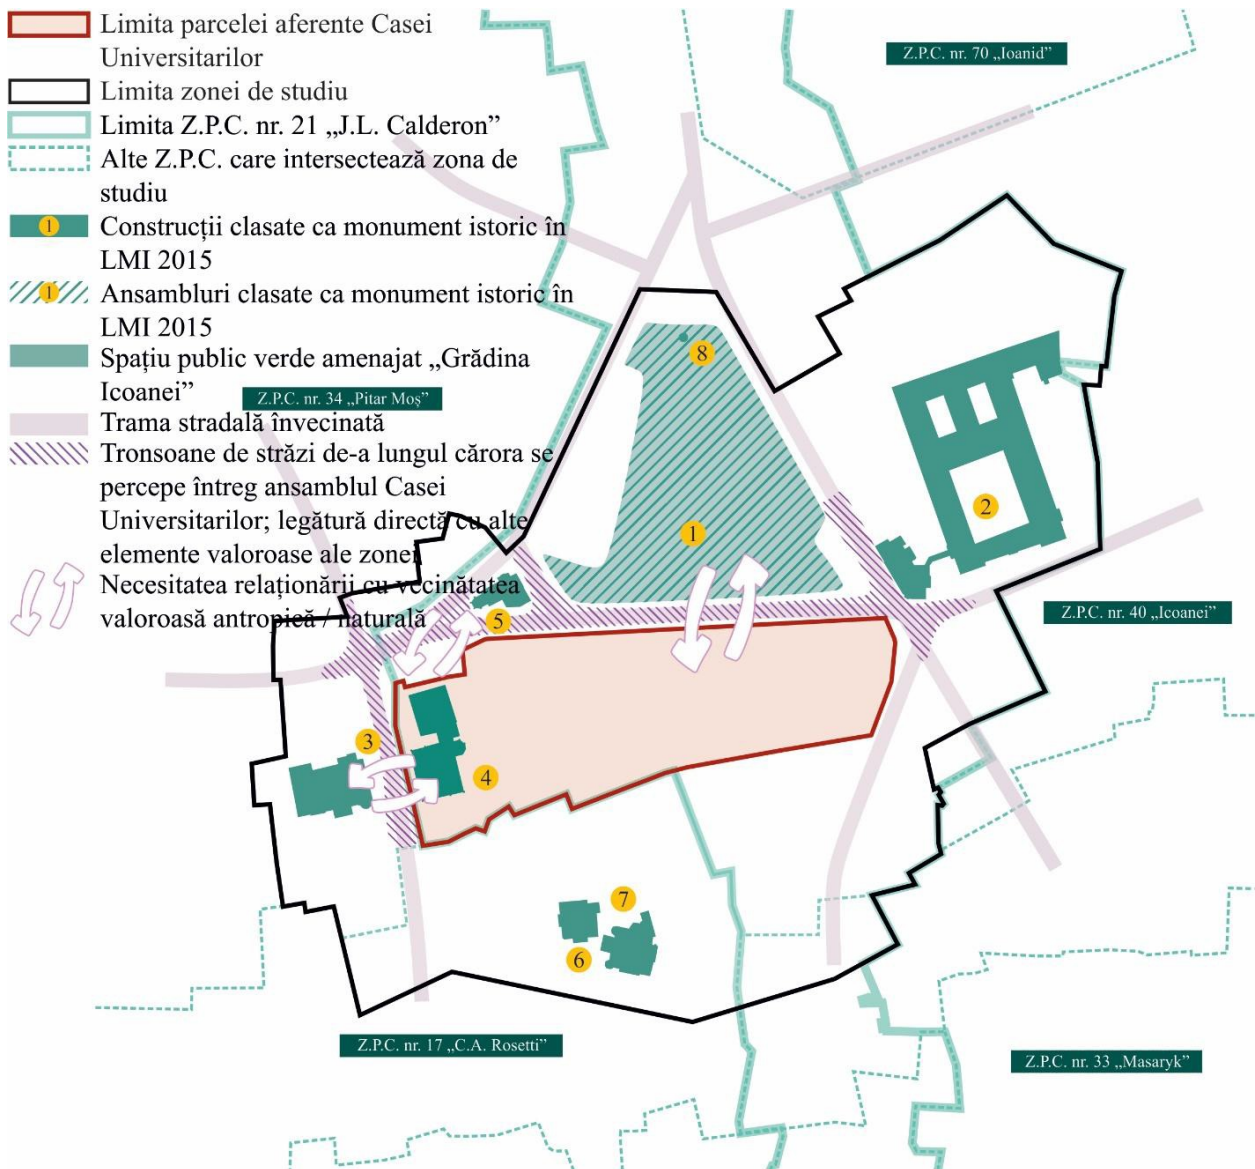 Limita parcelei aferente Casei
Universitarilor
Limita zonei de studiu
Limita Z.P.C. nr. 21 „J.L. Calderon”
Alte Z.P.C. care intersectează zona de
studiu
1
Construcții clasate ca monument istoric în
LMI 2015
1
Ansambluri clasate ca monument istoric în
LMI 2015
Spațiu public verde amenajat „Grădina
Icoanei”
Trama stradală învecinată
Tronsoane de străzi de-a lungul cărora se
percepe întreg ansamblul Casei
Universitarilor; legătură directă cu alte
elemente valoroase ale zonei
Necesitatea relaționării cu vecinătatea
valoroasă antropică / naturală
Z.P.C. nr. 70 „Ioanid”
Z.P.C. nr. 34 „Pitar Moș”
8
2
1
5
Z.P.C. nr. 40 „Icoanei”
3
4
7
6
Z.P.C. nr. 17 „C.A. Rosetti”
Z.P.C. nr. 33 „Masaryk”